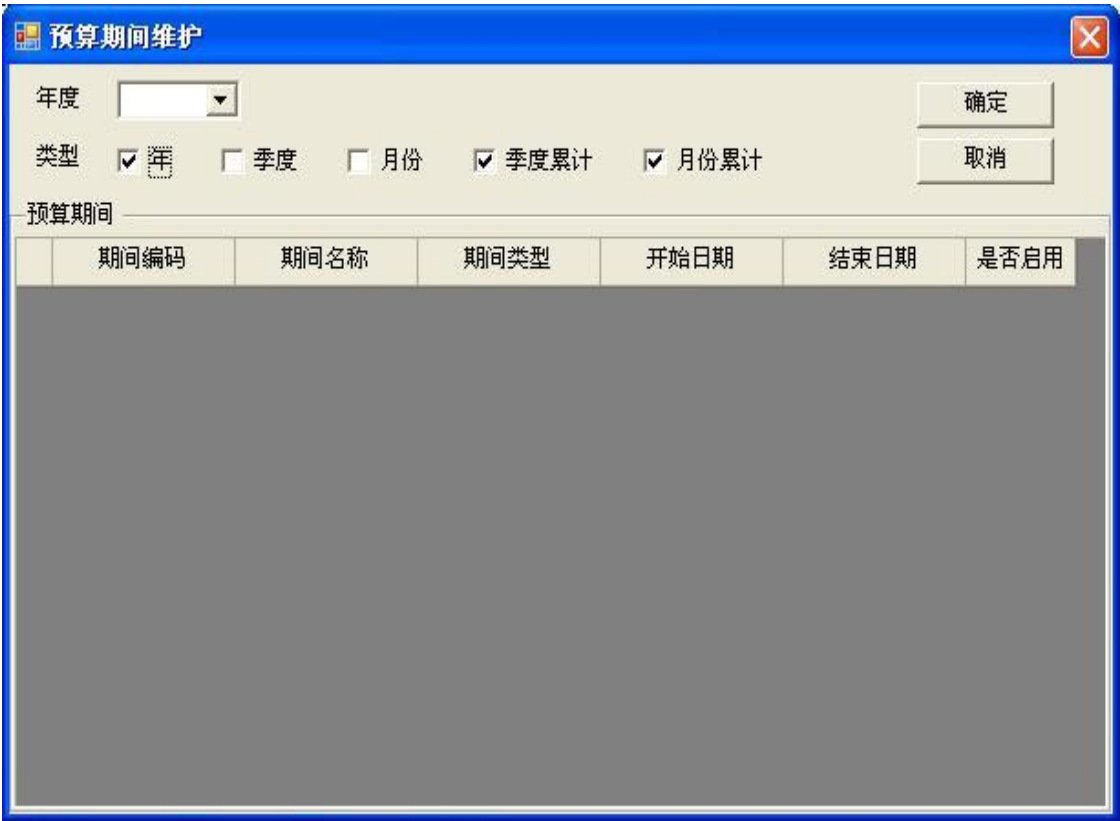 预算期间维护
年度 确定
类型 年 季度 月份 季度累计 月份累计 取消
预算期间
期间编码 期间名称 期间类型 开始日期 结束日期 是否启用